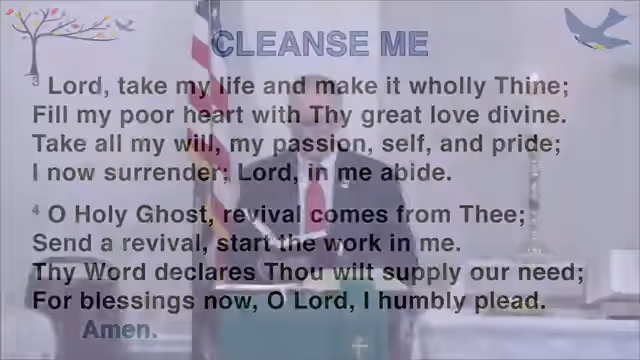 CLEANSE ME
3 Lord, take my life and make it wholly Thine;
Fill my poor heart with Thy great love divine.
Take all my will, my passion, self, and pride;
I now surrender; Lord, in me abide.
4 O Holy Ghost, revival comes from Thee;
Send a revival, start the work in me.
Thy Word declares Thou wilt supply our need;
For blessings now, O Lord, I humbly plead.
Amen.